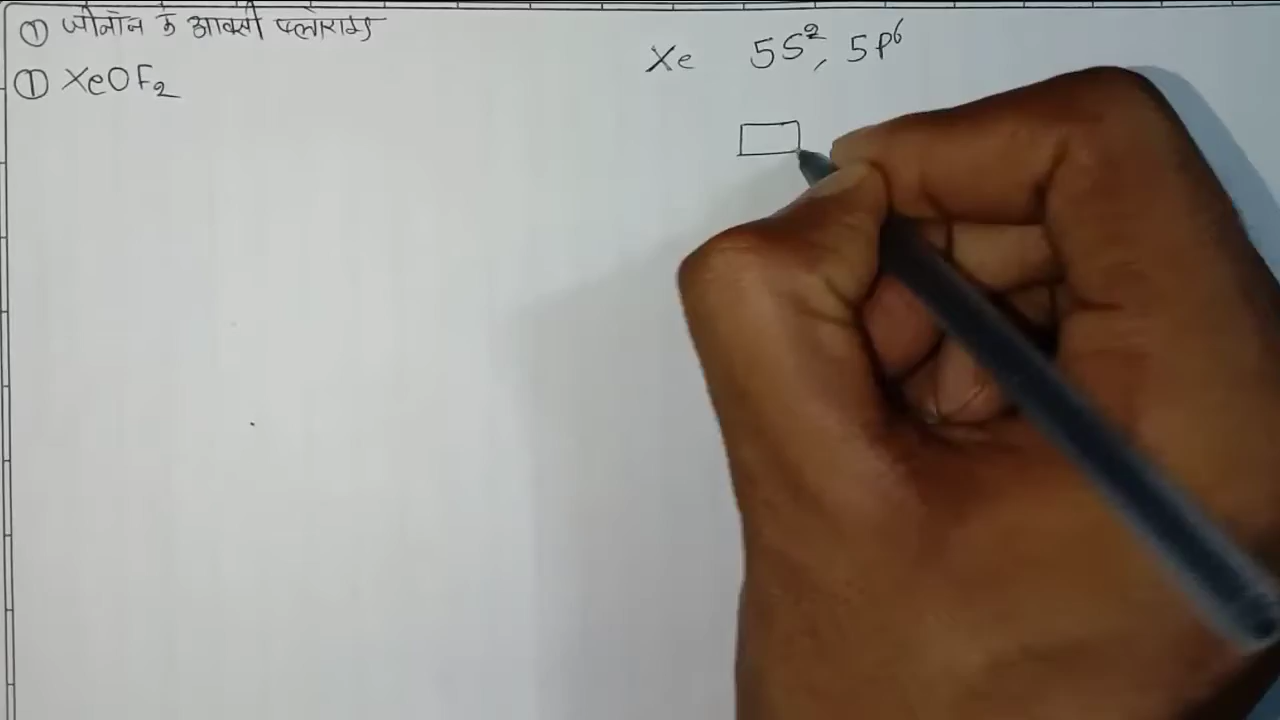 ① जीनॉन के आक्सी फ्लोराइड
① XeOF₂
Xe 5S², 5P⁶